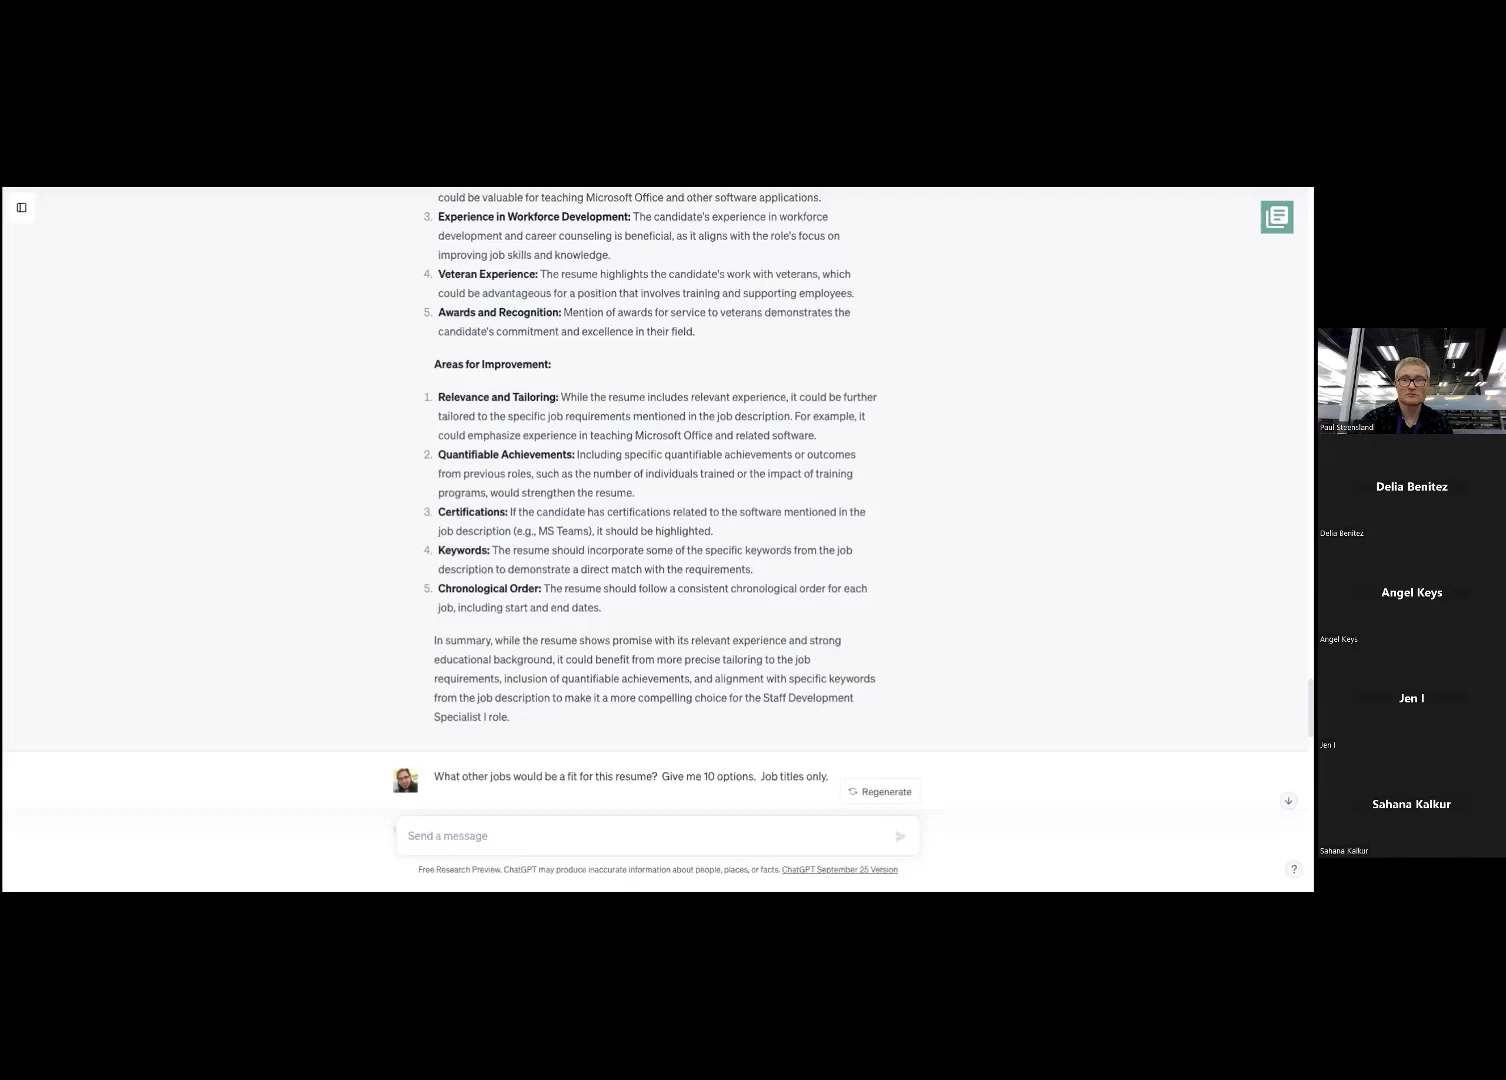 could be valuable for teaching Microsoft Office and other software applications.
3. Experience in Workforce Development: The candidate's experience in workforce
development and career counseling is beneficial, as it aligns with the role's focus on
improving job skills and knowledge.
4. Veteran Experience: The resume highlights the candidate's work with veterans, which
could be advantageous for a position that involves training and supporting employees.
5. Awards and Recognition: Mention of awards for service to veterans demonstrates the
candidate's commitment and excellence in their field.
Areas for Improvement:
1. Relevance and Tailoring: While the resume includes relevant experience, it could be further
tailored to the specific job requirements mentioned in the job description. For example, it
could emphasize experience in teaching Microsoft Office and related software.
2. Quantifiable Achievements: Including specific quantifiable achievements or outcomes
from previous roles, such as the number of individuals trained or the impact of training
programs, would strengthen the resume.
3. Certifications: If the candidate has certifications related to the software mentioned in the
job description (e.g., MS Teams), it should be highlighted.
4. Keywords: The resume should incorporate some of the specific keywords from the job
description to demonstrate a direct match with the requirements.
5. Chronological Order: The resume should follow a consistent chronological order for each
job, including start and end dates.
In summary, while the resume shows promise with its relevant experience and strong
educational background, it could benefit from more precise tailoring to the job
requirements, inclusion of quantifiable achievements, and alignment with specific keywords
from the job description to make it a more compelling choice for the Staff Development
Specialist I role.
What other jobs would be a fit for this resume? Give me 10 options. Job titles only.
Regenerate
Send a message
Free Research Preview. ChatGPT may produce inaccurate information about people, places, or facts. ChatGPT September 25 Version
?
Paul Steensland
Delia Benitez
Delia Benitez
Angel Keys
Angel Keys
Jen I
Jen I
Sahana Kalkur
Sahana Kalkur